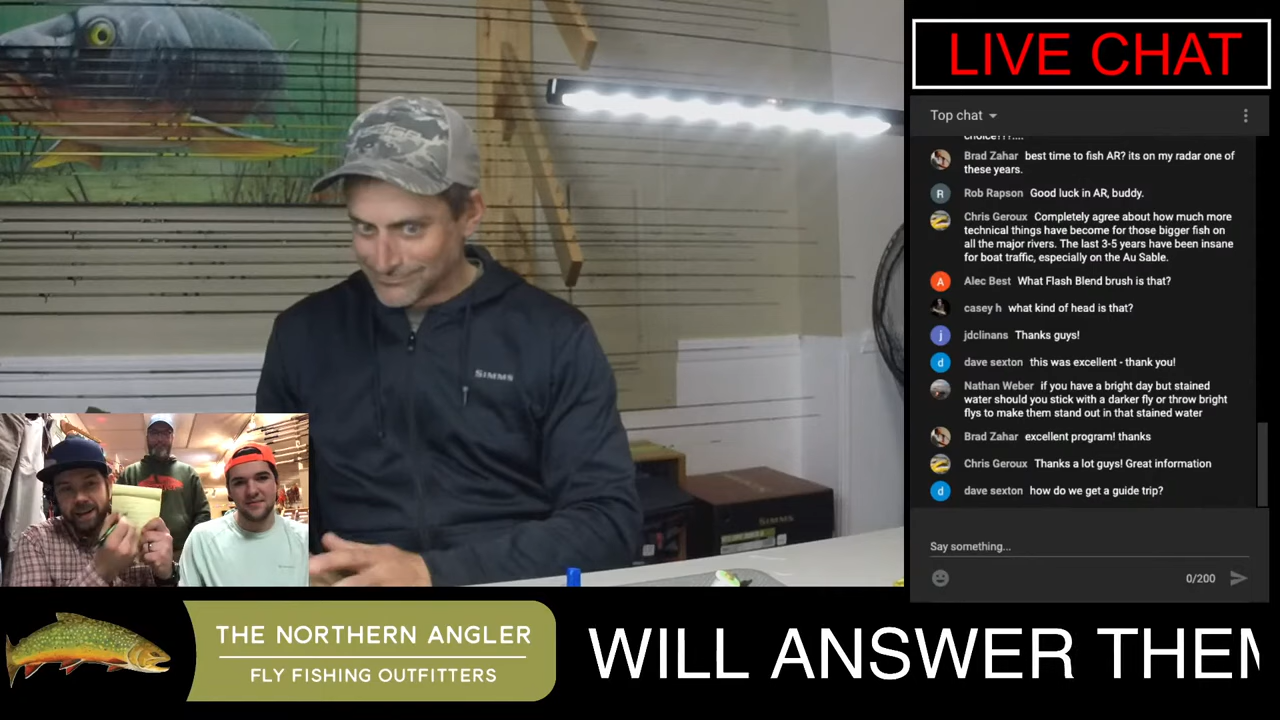 LIVE CHAT
Top chat
choice???....
Brad Zahar best time to fish AR? its on my radar one of
these years.
R
Rob Rapson Good luck in AR, buddy.
Chris Geroux Completely agree about how much more
technical things have become for those bigger fish on
all the major rivers. The last 3-5 years have been insane
for boat traffic, especially on the Au Sable.
A
Alec Best What Flash Blend brush is that?
casey h what kind of head is that?
j
jdclinans Thanks guys!
d
dave sexton this was excellent - thank you!
Nathan Weber if you have a bright day but stained
water should you stick with a darker fly or throw bright
flys to make them stand out in that stained water
Brad Zahar excellent program! thanks
Chris Geroux Thanks a lot guys! Great information
d
dave sexton how do we get a guide trip?
Say something...
0/200
SIMMS
SIMMS
THE NORTHERN ANGLER
FLY FISHING OUTFITTERS
WILL ANSWER THEM